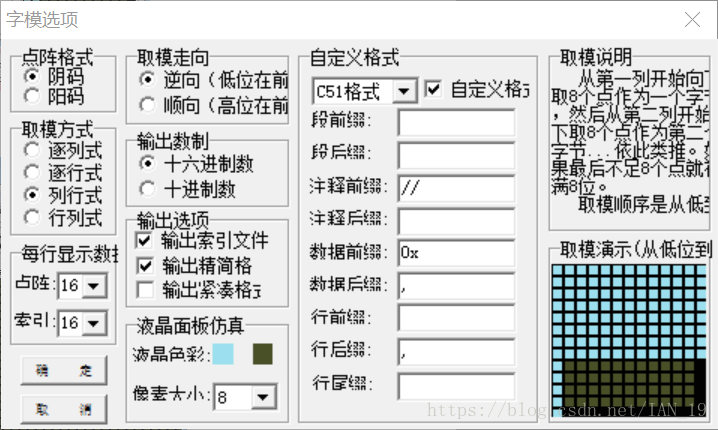 字模选项
点阵格式
阴码
阳码
取模方式
逐列式
逐行式
列行式
行列式
每行显示数据
点阵: 16
索引: 16
确 定
取 消
取模走向
逆向（低位在前
顺向（高位在前
输出数制
十六进制数
十进制数
输出选项
输出索引文件
输出精简格
输出紧凑格式
液晶面板仿真
液晶色彩:
像素大小: 8
自定义格式
C51格式 自定义格式
段前缀:
段后缀:
注释前缀: //
注释后缀:
数据前缀: 0x
数据后缀: ,
行前缀:
行后缀: ,
行尾缀:
取模说明
从第一列开始向下
取8个点作为一个字节
，然后从第二列开始
下取8个点作为第二个
字节...依此类推。如
果最后不足8个点就补
满8位。
取模顺序是从低到
取模演示(从低位到
https://blog.csdn.net/IAN_19